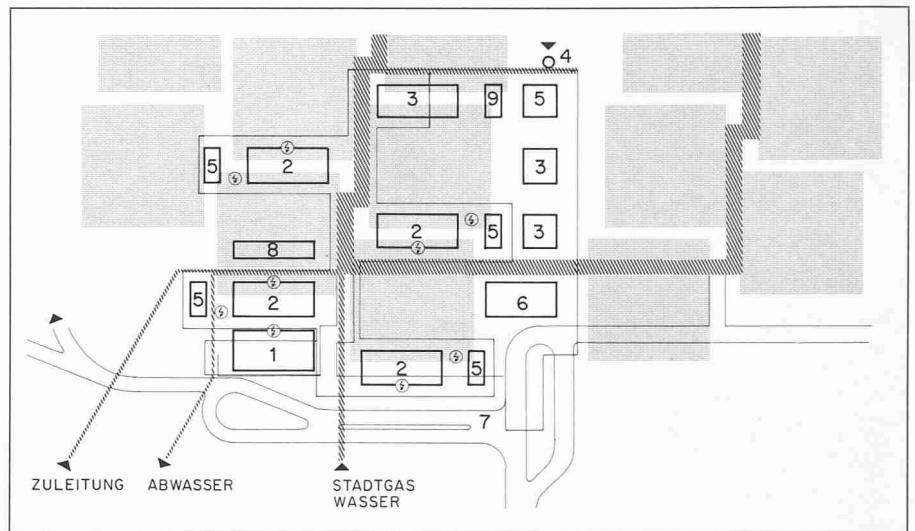 4
3 9 5
5 2 3
2 5 3
8
5 2 6
1
2 5
7
ZULEITUNG
ABWASSER
STADTGAS
WASSER